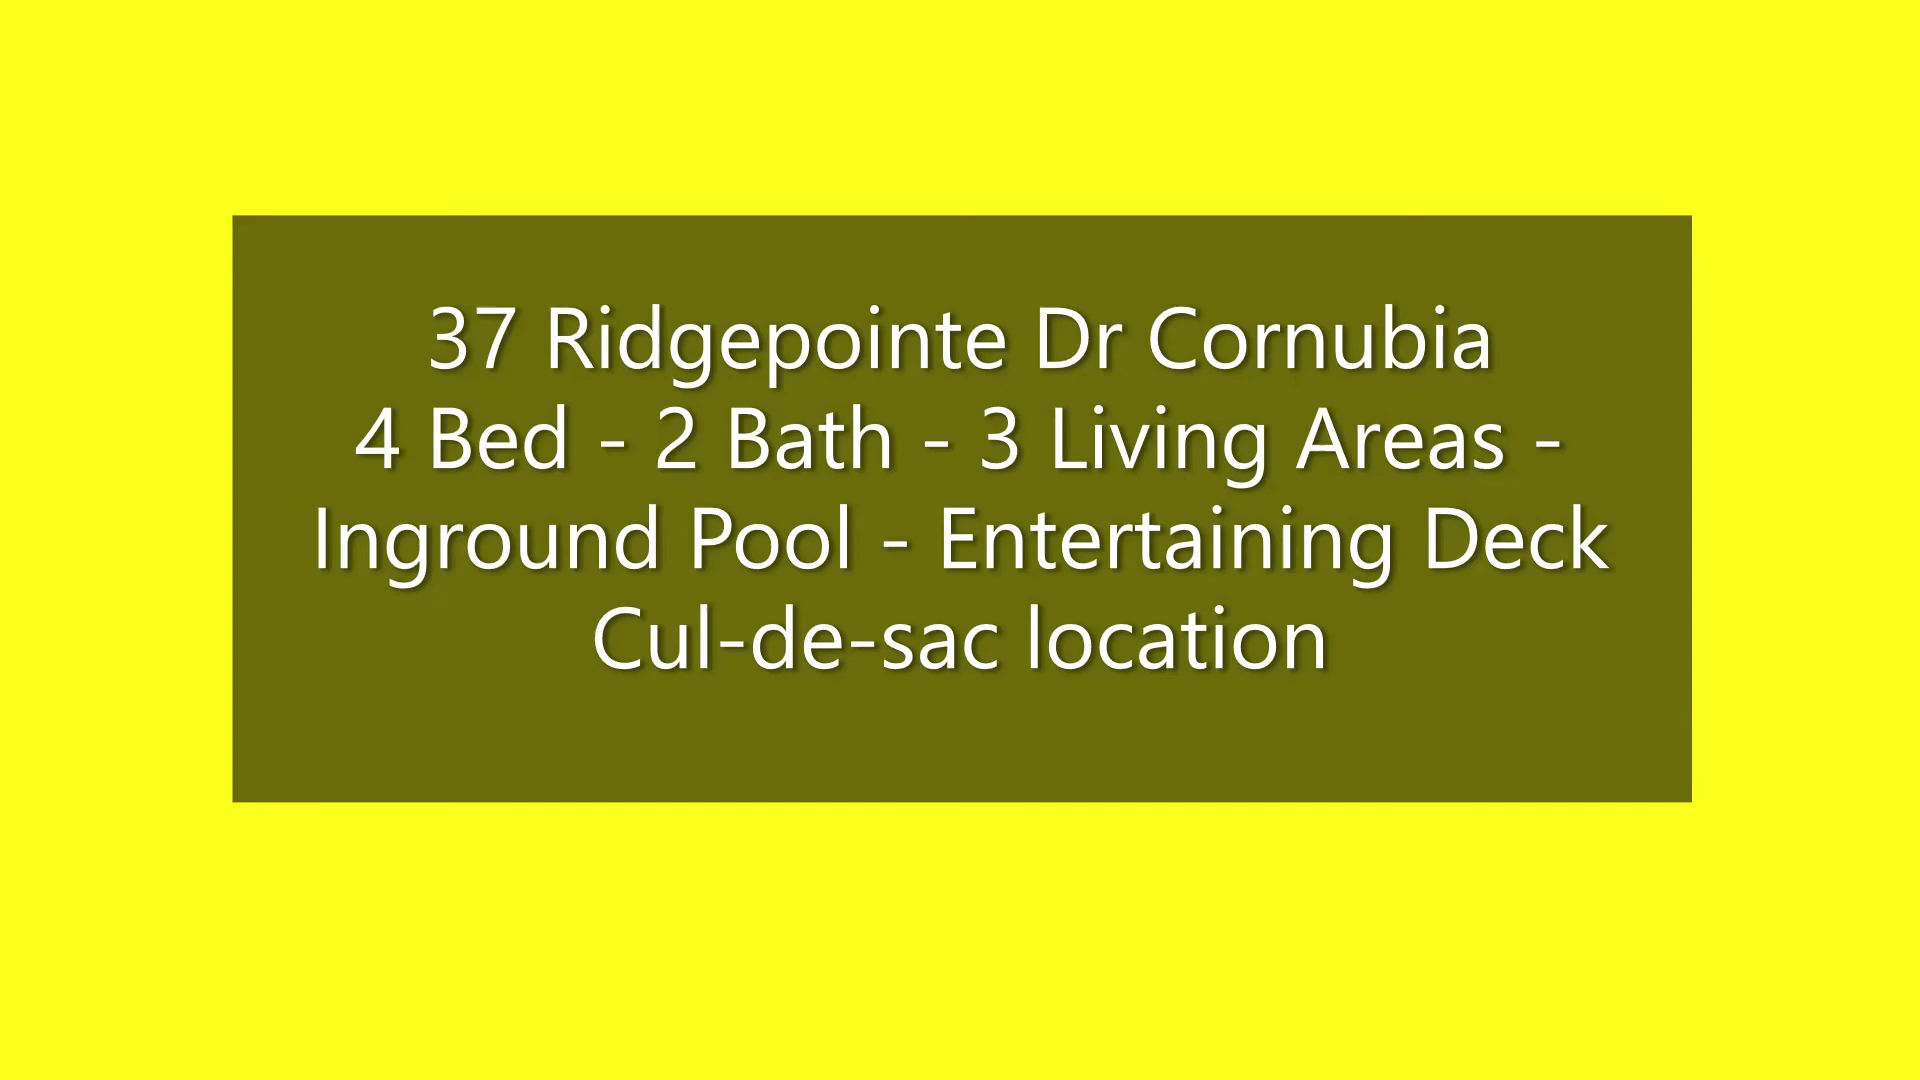 37 Ridgepointe Dr Cornubia
4 Bed - 2 Bath - 3 Living Areas -
Inground Pool - Entertaining Deck
Cul-de-sac location